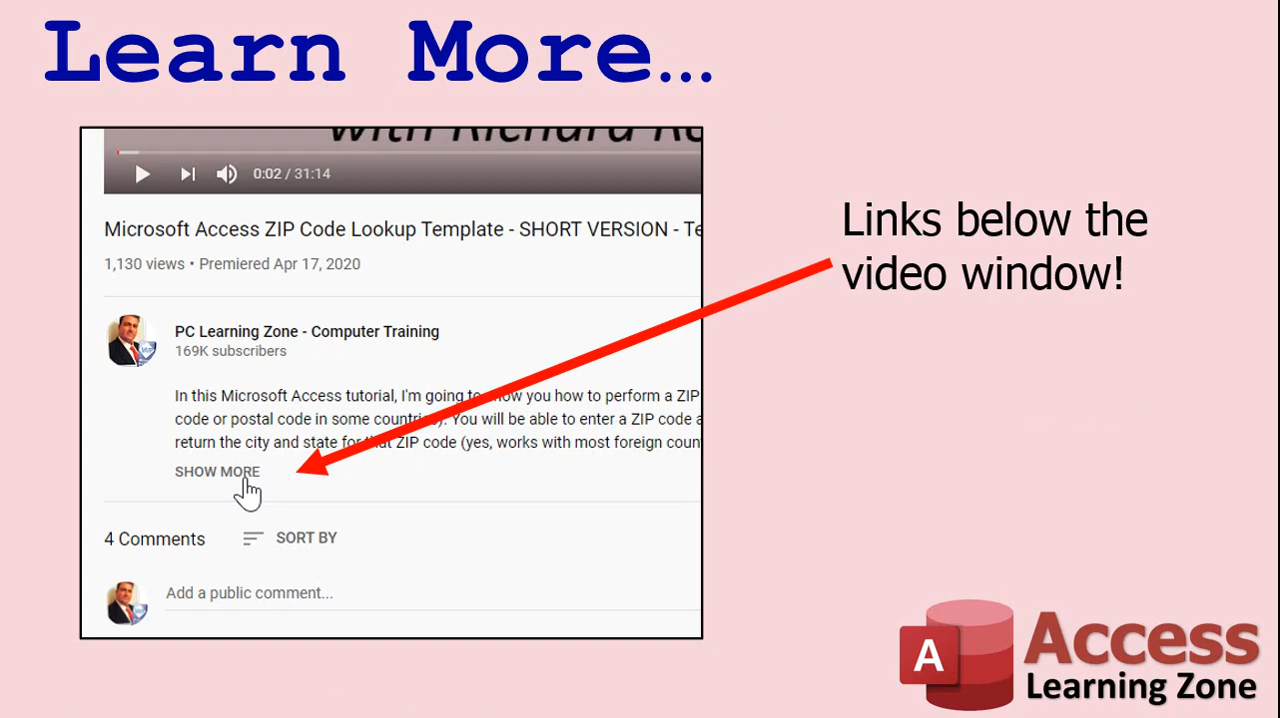 Learn More...
with Richard
0:02 / 31:14
Microsoft Access ZIP Code Lookup Template - SHORT VERSION - Te
1,130 views • Premiered Apr 17, 2020
PC Learning Zone - Computer Training
169K subscribers
In this Microsoft Access tutorial, I'm going to show you how to perform a ZIP
code or postal code in some countries). You will be able to enter a ZIP code a
return the city and state for that ZIP code (yes, works with most foreign coun
SHOW MORE
4 Comments
SORT BY
Add a public comment...
Links below the
video window!
A
Access
Learning Zone